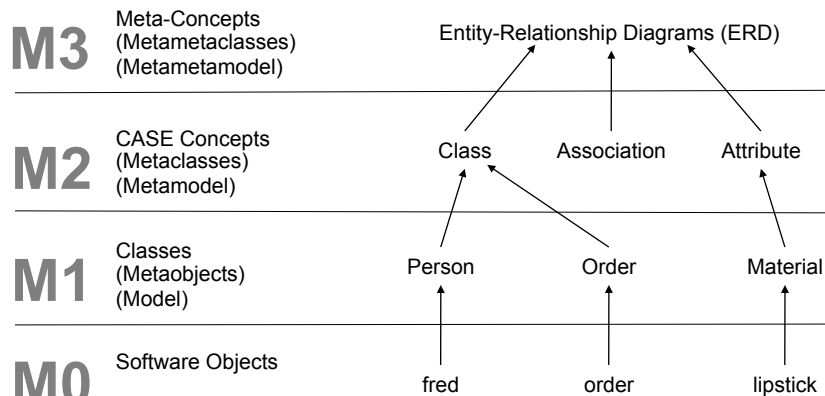 M3
Meta-Concepts
(Metametaclasses)
(Metametamodel)
Entity-Relationship Diagrams (ERD)
M2
CASE Concepts
(Metaclasses)
(Metamodel)
Class Association Attribute
M1
Classes
(Metaobjects)
(Model)
Person Order Material
M0
Software Objects
fred order lipstick